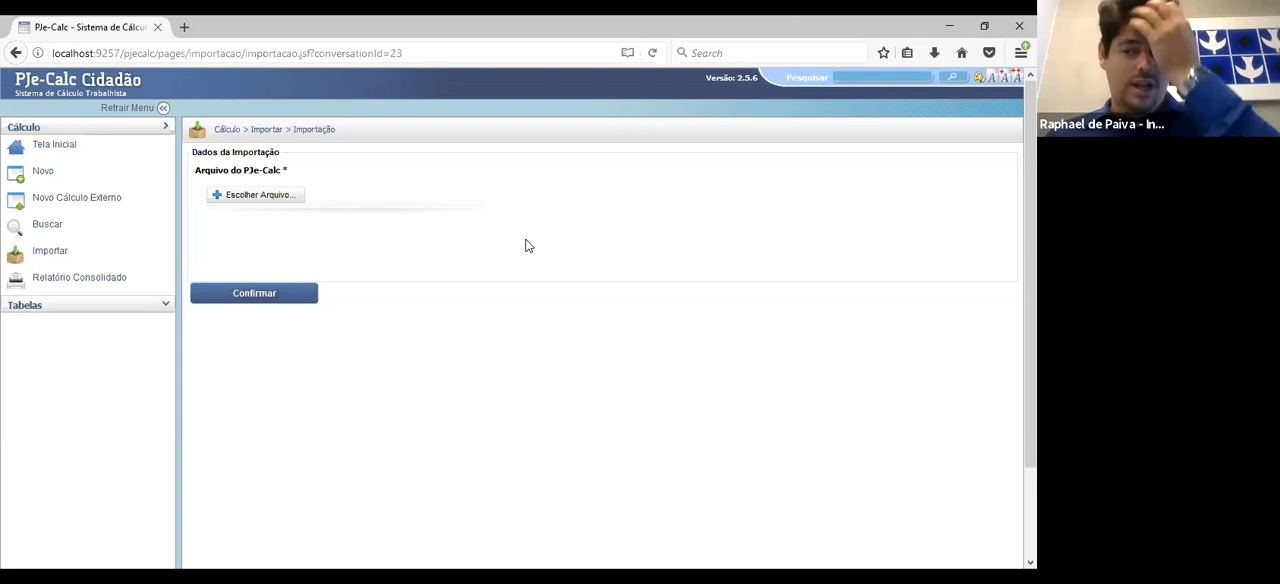 PJe-Calc - Sistema de Cálcu
localhost:9257/pjecalc/pages/importacao/importacao.jsf?conversationId=23
Search
PJe-Calc Cidadão
Sistema de Cálculo Trabalhista
Versão: 2.5.6
Pesquisar
A A A
Retrair Menu
Cálculo
Tela Inicial
Novo
Novo Cálculo Externo
Buscar
Importar
Relatório Consolidado
Tabelas
Cálculo > Importar > Importação
Dados da Importação
Arquivo do PJe-Calc *
Escolher Arquivo...
Confirmar
Raphael de Paiva - In...